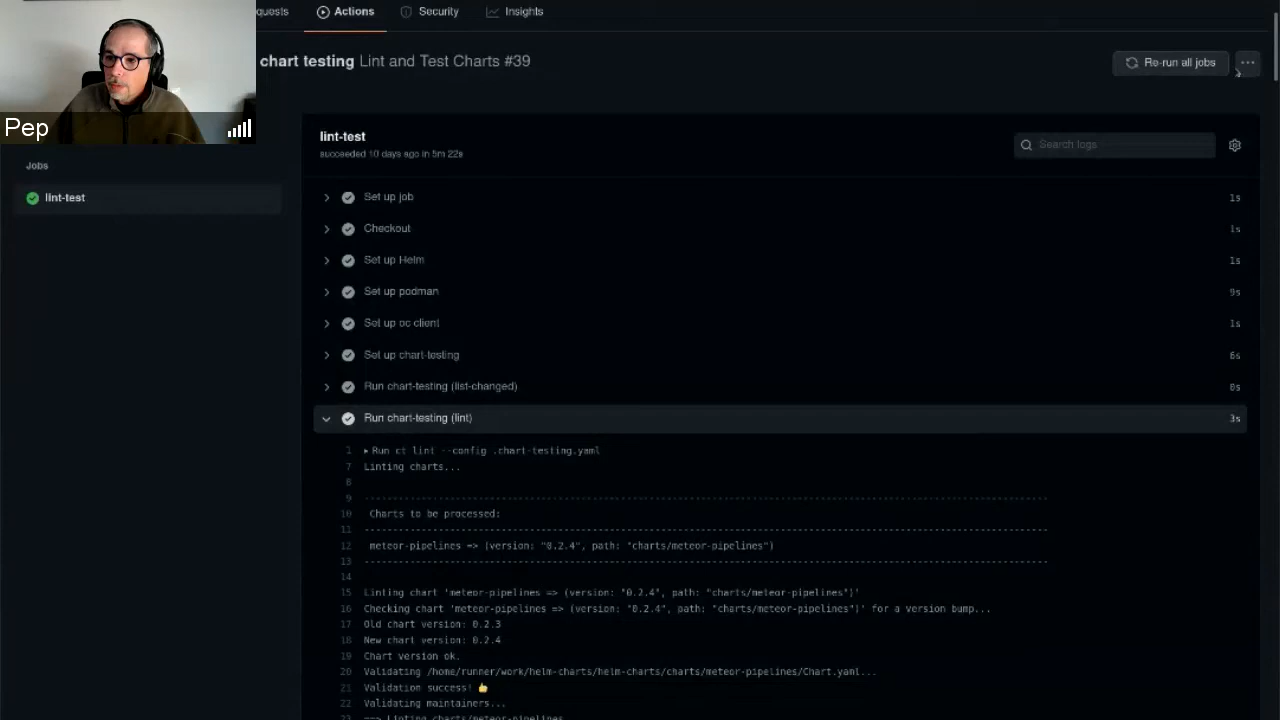 quests Actions Security Insights
chart testing Lint and Test Charts #39
Re-run all jobs
Pep
Jobs
lint-test
lint-test
succeeded 10 days ago in 5m 22s
Search logs
Set up job 1s
Checkout 1s
Set up Helm 1s
Set up podman 9s
Set up oc client 1s
Set up chart-testing 6s
Run chart-testing (list-changed) 0s
Run chart-testing (lint) 3s
1 Run ct lint --config .chart-testing.yaml
7 Linting charts...
8
9 ------------------------------------------------------------------------------------------------------------------------
10 Charts to be processed:
11 ------------------------------------------------------------------------------------------------------------------------
12 meteor-pipelines => (version: "0.2.4", path: "charts/meteor-pipelines")
13 ------------------------------------------------------------------------------------------------------------------------
14
15 Linting chart 'meteor-pipelines => (version: "0.2.4", path: "charts/meteor-pipelines")'
16 Checking chart 'meteor-pipelines => (version: "0.2.4", path: "charts/meteor-pipelines")' for a version bump...
17 Old chart version: 0.2.3
18 New chart version: 0.2.4
19 Chart version ok.
20 Validating /home/runner/work/helm-charts/helm-charts/charts/meteor-pipelines/Chart.yaml...
21 Validation success! 👍
22 Validating maintainers...
23 ==> Linting charts/meteor-pipelines